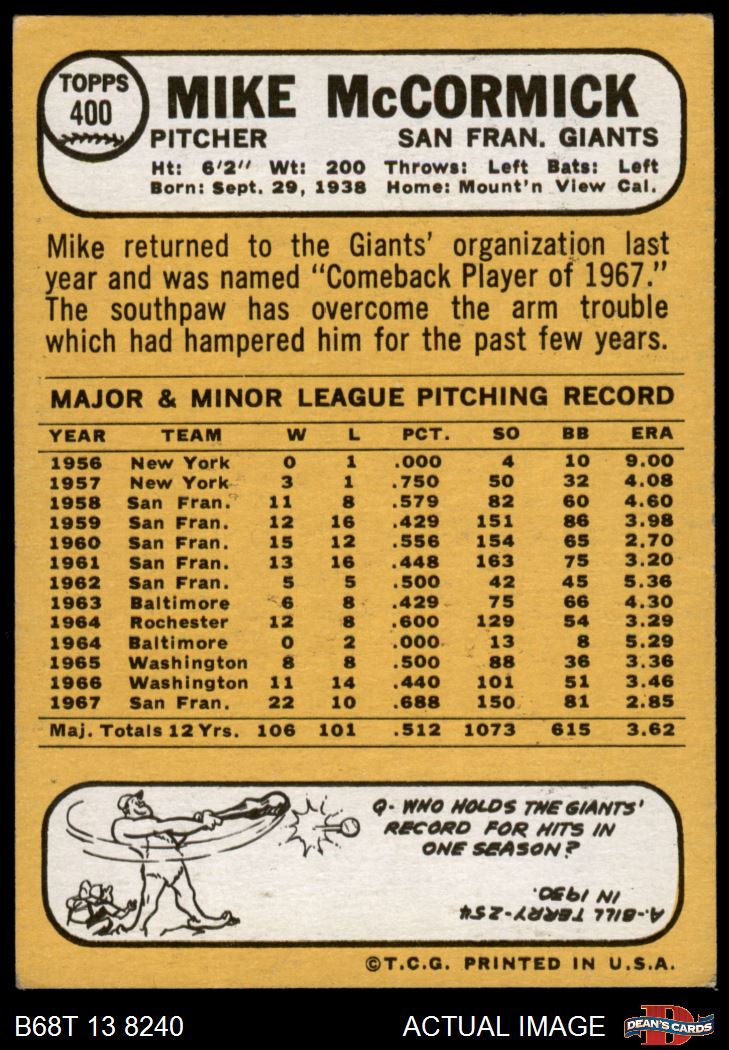 TOPPS
400
MIKE McCORMICK
PITCHER SAN FRAN. GIANTS
Ht: 6'2" Wt: 200 Throws: Left Bats: Left
Born: Sept. 29, 1938 Home: Mount'n View Cal.
Mike returned to the Giants' organization last
year and was named "Comeback Player of 1967."
The southpaw has overcome the arm trouble
which had hampered him for the past few years.
MAJOR & MINOR LEAGUE PITCHING RECORD
YEAR TEAM W L PCT. SO BB ERA
1956 New York 0 1 .000 4 10 9.00
1957 New York 3 1 .750 50 32 4.08
1958 San Fran. 11 8 .579 82 60 4.60
1959 San Fran. 12 16 .429 151 86 3.98
1960 San Fran. 15 12 .556 154 65 2.70
1961 San Fran. 13 16 .448 163 75 3.20
1962 San Fran. 5 5 .500 42 45 5.36
1963 Baltimore 6 8 .429 75 66 4.30
1964 Rochester 12 8 .600 129 54 3.29
1964 Baltimore 0 2 .000 13 8 5.29
1965 Washington 8 8 .500 88 36 3.36
1966 Washington 11 14 .440 101 51 3.46
1967 San Fran. 22 10 .688 150 81 2.85
Maj. Totals 12 Yrs. 106 101 .512 1073 615 3.62
Q- WHO HOLDS THE GIANTS'
RECORD FOR HITS IN
ONE SEASON?
A-BILL TERRY-254
IN 1930.
©T.C.G. PRINTED IN U.S.A.
B68T 13 8240 ACTUAL IMAGE
D
DEAN'S CARDS